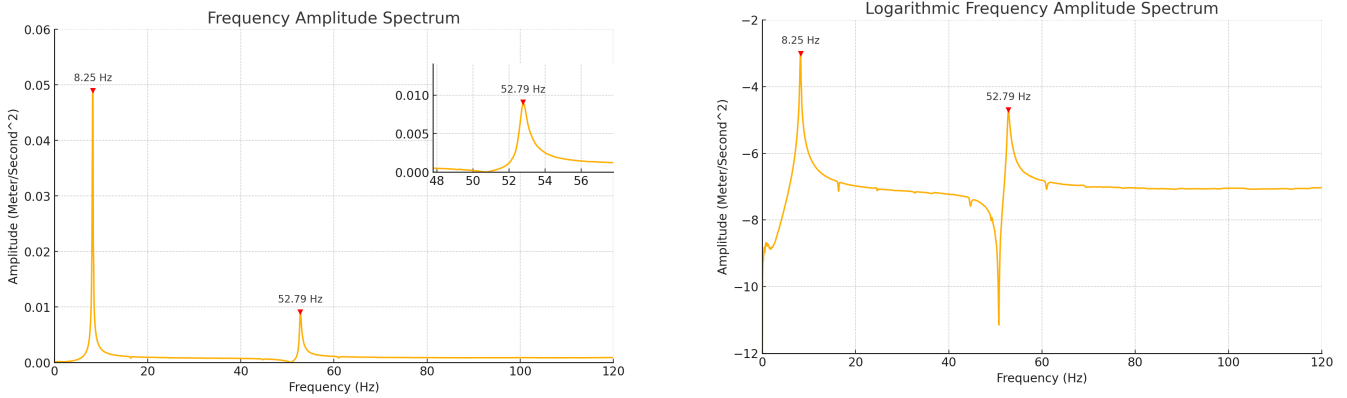 Frequency Amplitude Spectrum
0.06
0.05
0.04
0.03
0.02
0.01
0.00
Amplitude (Meter/Second^2)
8.25 Hz
52.79 Hz
0.010
0.005
0.000
52.79 Hz
48 50 52 54 56
0 20 40 60 80 100 120
Frequency (Hz)
Logarithmic Frequency Amplitude Spectrum
−2
−4
−6
−8
−10
−12
Amplitude (Meter/Second^2)
8.25 Hz
52.79 Hz
0 20 40 60 80 100 120
Frequency (Hz)